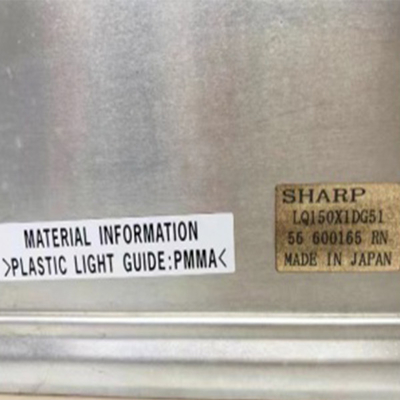 MATERIAL INFORMATION
>PLASTIC LIGHT GUIDE:PMMA<
SHARP
LQ150X1DG51
56 600165 RN
MADE IN JAPAN